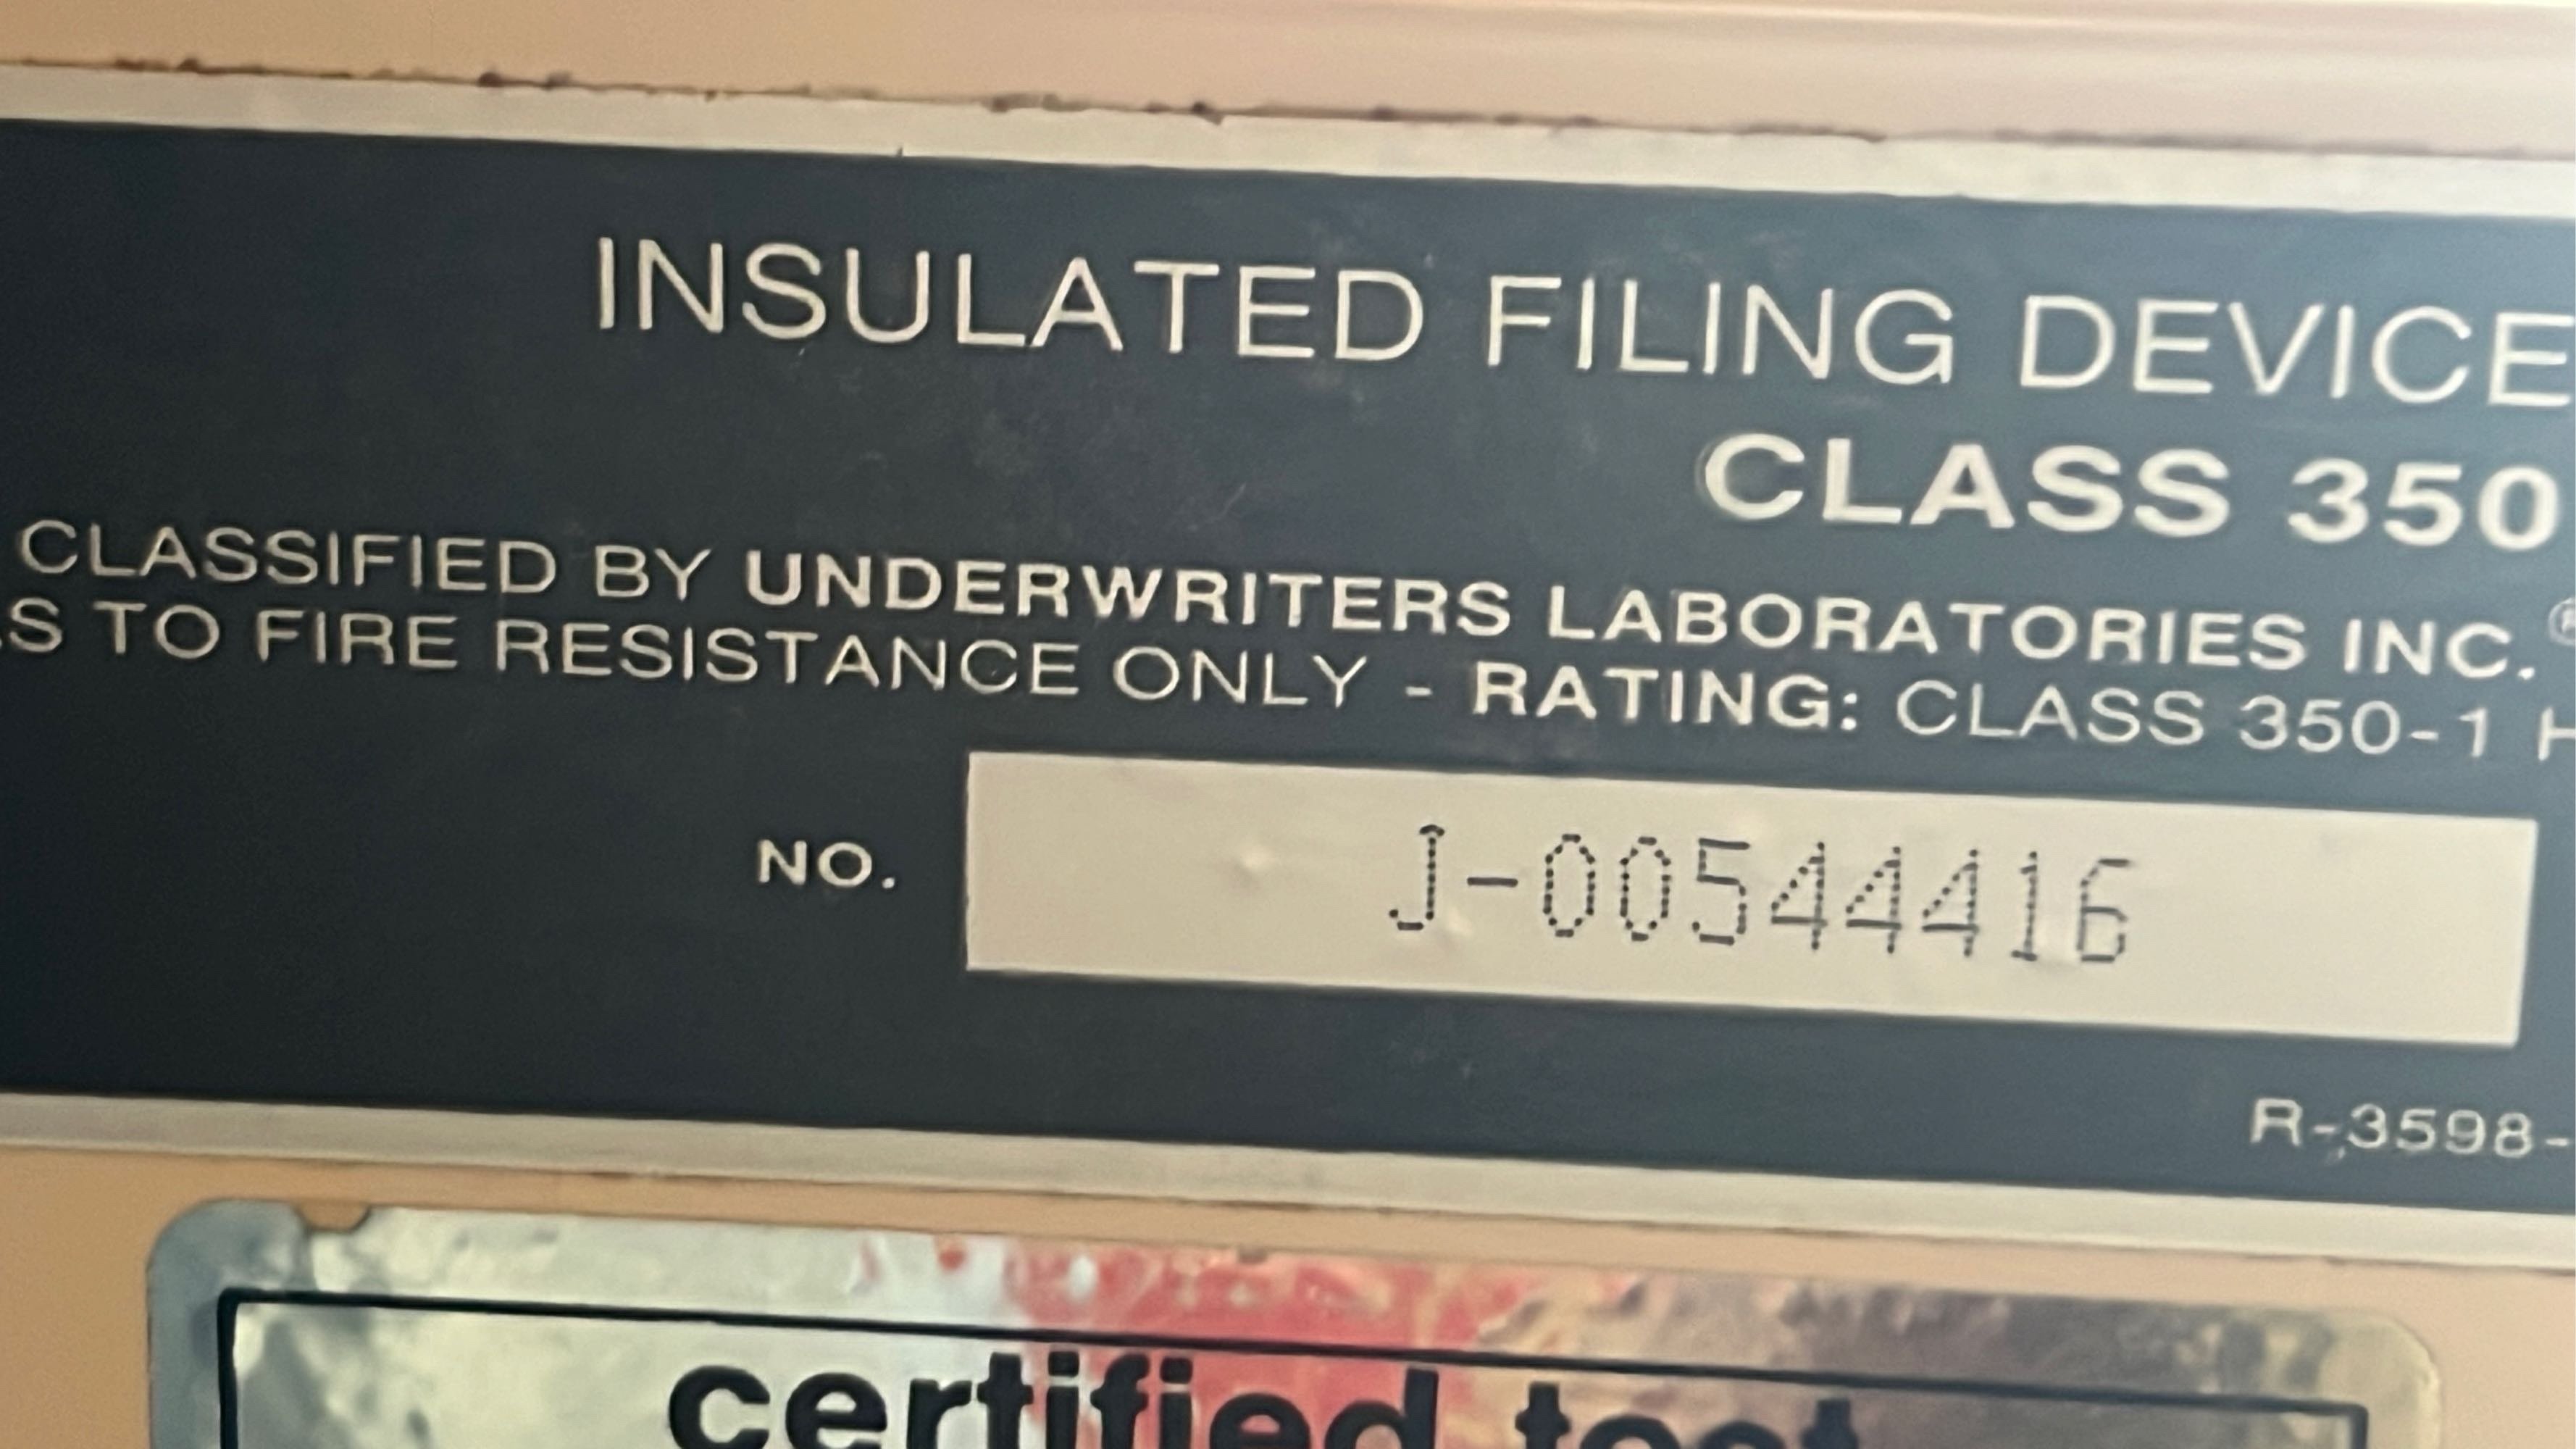 INSULATED FILING DEVICE
CLASS 350
CLASSIFIED BY UNDERWRITERS LABORATORIES INC.®
S TO FIRE RESISTANCE ONLY - RATING: CLASS 350-1 H
NO. J-00544416
R-3598-
certified test